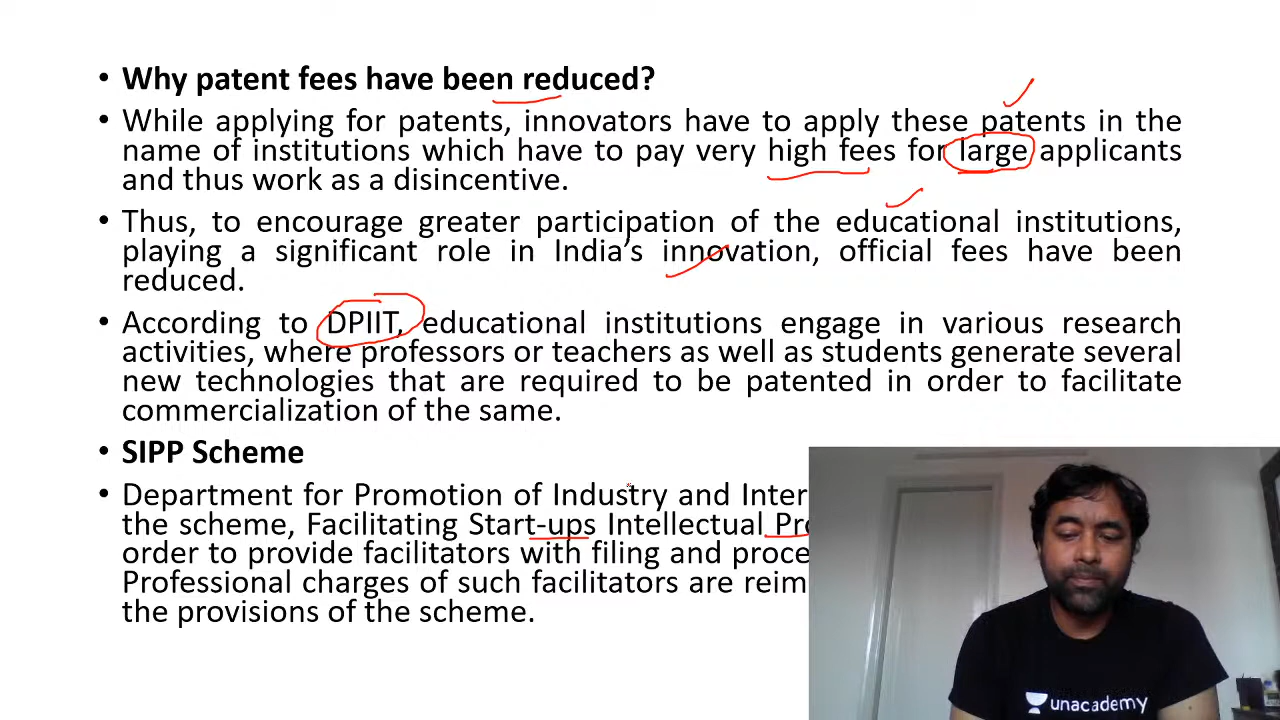 • Why patent fees have been reduced?
• While applying for patents, innovators have to apply these patents in the
name of institutions which have to pay very high fees for large applicants
and thus work as a disincentive.
• Thus, to encourage greater participation of the educational institutions,
playing a significant role in India's innovation, official fees have been
reduced.
• According to DPIIT, educational institutions engage in various research
activities, where professors or teachers as well as students generate several
new technologies that are required to be patented in order to facilitate
commercialization of the same.
• SIPP Scheme
• Department for Promotion of Industry and
the scheme, Facilitating Start-ups Intellectual
order to provide facilitators with filing and
Professional charges of such facilitators are
the provisions of the scheme.
unacademy